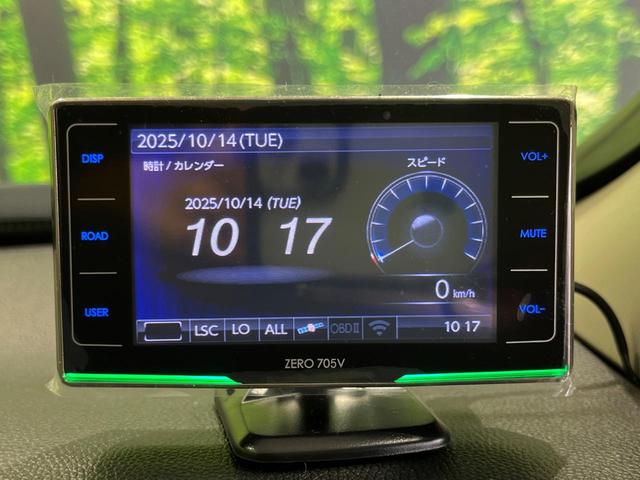 2025/10/14(TUE)
時計/カレンダー
スピード
2025/10/14 (TUE)
10 17
0 km/h
LSC LO ALL OBDⅡ 10 17
DISP
ROAD
USER
VOL+
MUTE
VOL-
ZERO 705V